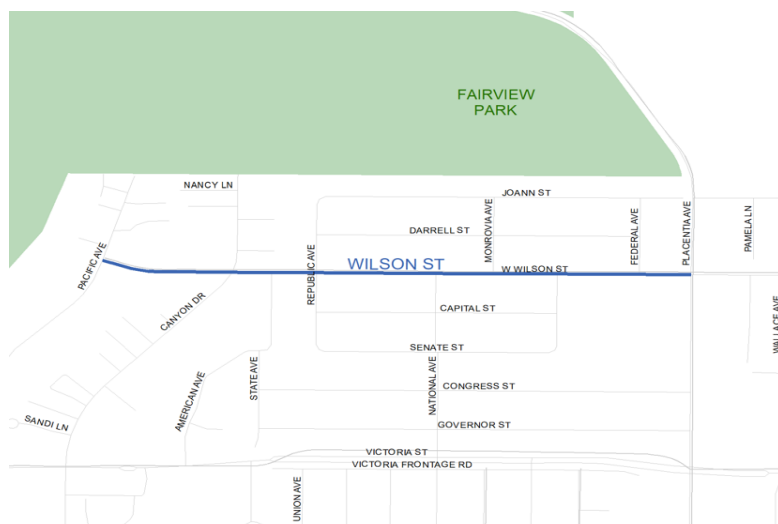 FAIRVIEW
PARK
NANCY LN
JOANN ST
DARRELL ST
MONROVIA AVE
FEDERAL AVE
PLACENTIA AVE
PAMELA LN
PACIFIC AVE
REPUBLIC AVE
WILSON ST
W WILSON ST
CANYON DR
CAPITAL ST
WALLACE AVE
SENATE ST
AMERICAN AVE
STATE AVE
NATIONAL AVE
CONGRESS ST
SANDI LN
GOVERNOR ST
VICTORIA ST
VICTORIA FRONTAGE RD
UNION AVE